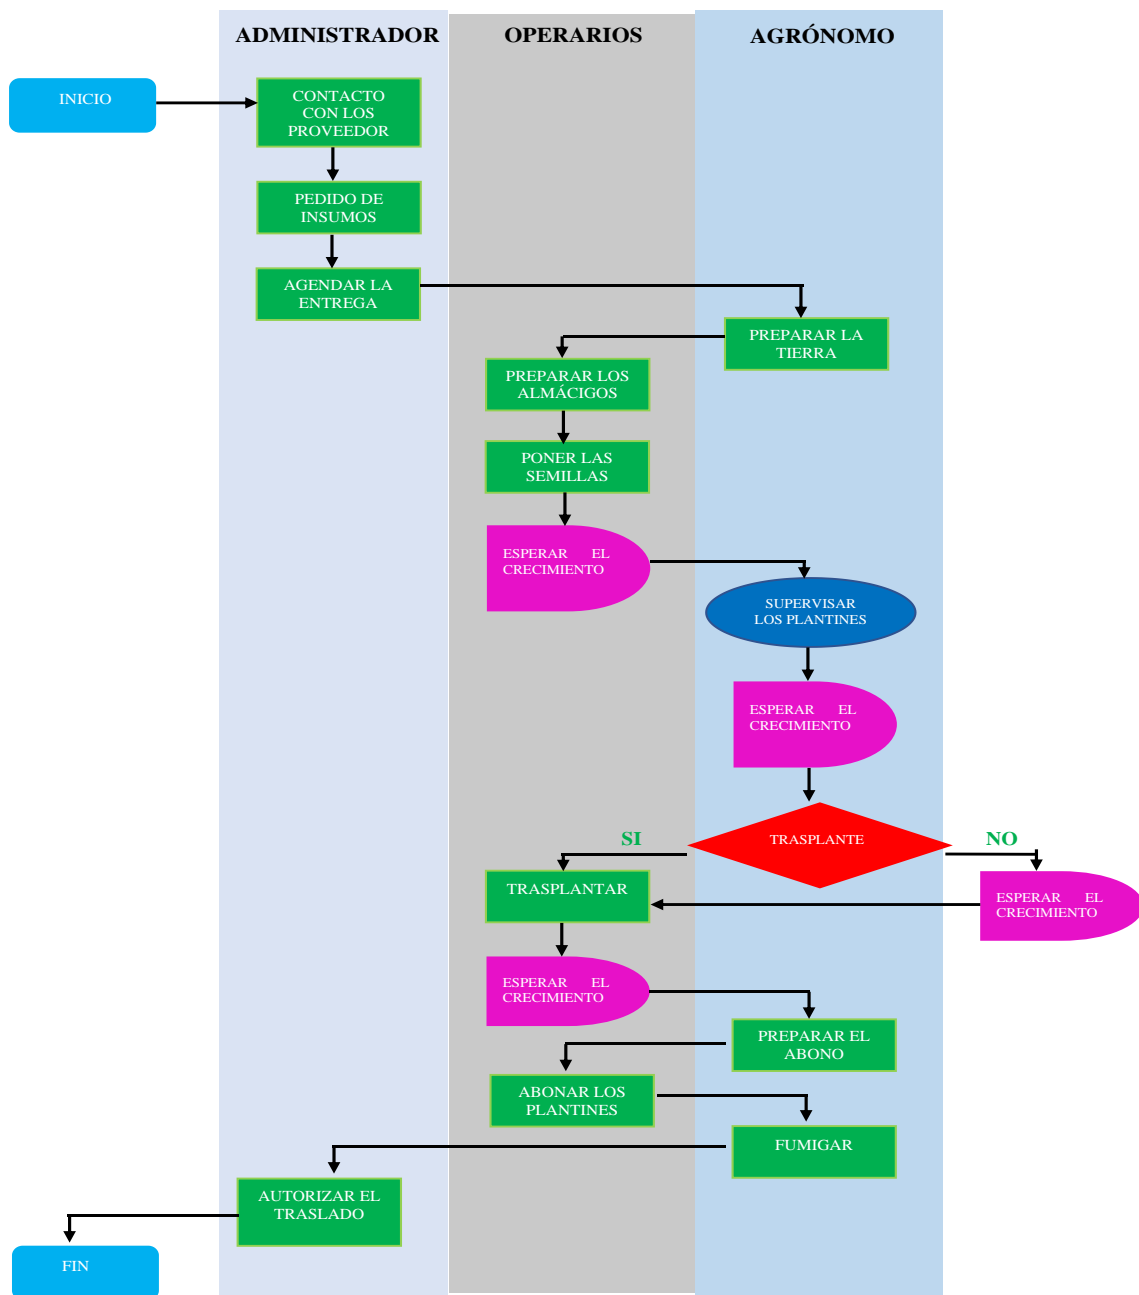 ADMINISTRADOR
OPERARIOS
AGRÓNOMO
INICIO
CONTACTO
CON LOS
PROVEEDOR
PEDIDO DE
INSUMOS
AGENDAR LA
ENTREGA
PREPARAR LA
TIERRA
PREPARAR LOS
ALMÁCIGOS
PONER LAS
SEMILLAS
ESPERAR EL
CRECIMIENTO
SUPERVISAR
LOS PLANTINES
ESPERAR EL
CRECIMIENTO
TRASPLANTE
SI
NO
TRASPLANTAR
ESPERAR EL
CRECIMIENTO
ESPERAR EL
CRECIMIENTO
PREPARAR EL
ABONO
ABONAR LOS
PLANTINES
FUMIGAR
AUTORIZAR EL
TRASLADO
FIN